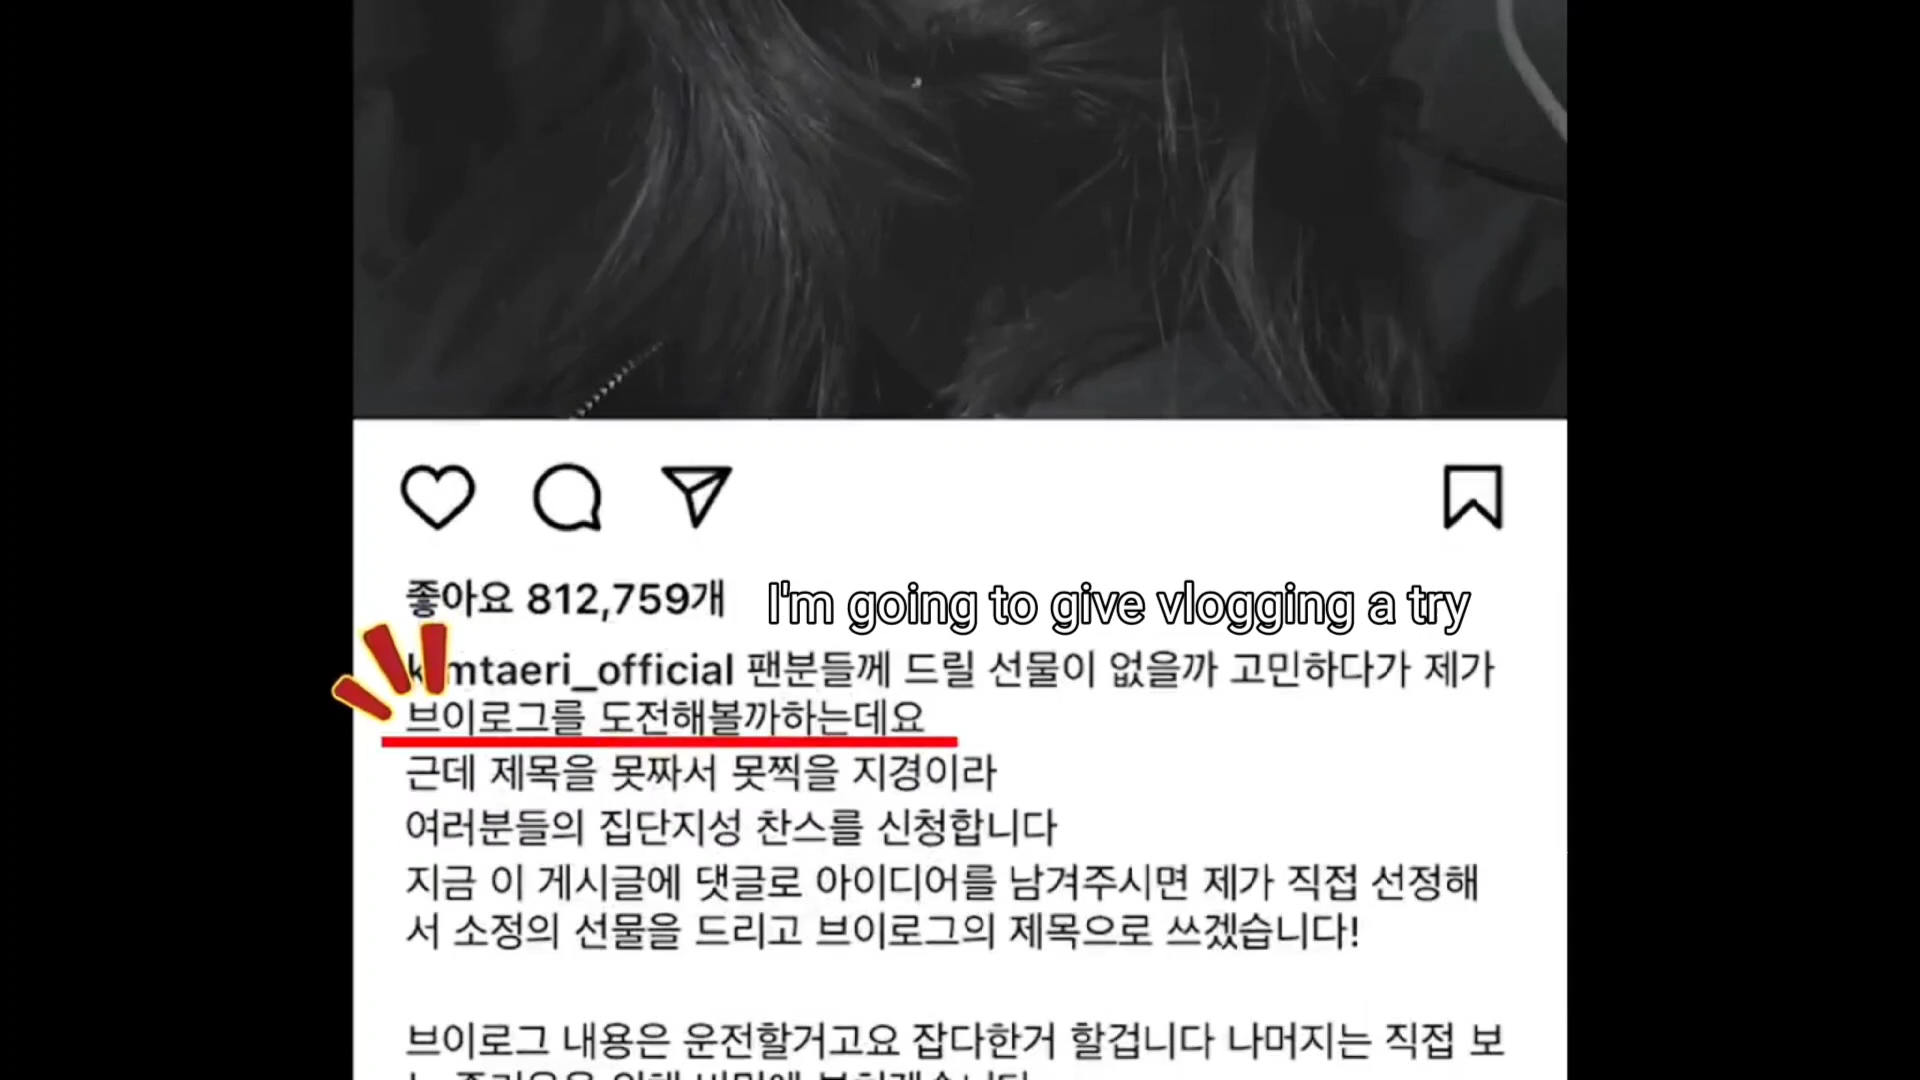 좋아요 812,759개
I'm going to give vlogging a try
kimtaeri_official 팬분들께 드릴 선물이 없을까 고민하다가 제가
브이로그를 도전해볼까하는데요
근데 제목을 못짜서 못찍을 지경이라
여러분들의 집단지성 찬스를 신청합니다
지금 이 게시글에 댓글로 아이디어를 남겨주시면 제가 직접 선정해
서 소정의 선물을 드리고 브이로그의 제목으로 쓰겠습니다!
브이로그 내용은 운전할거고요 잡다한거 할겁니다 나머지는 직접 보